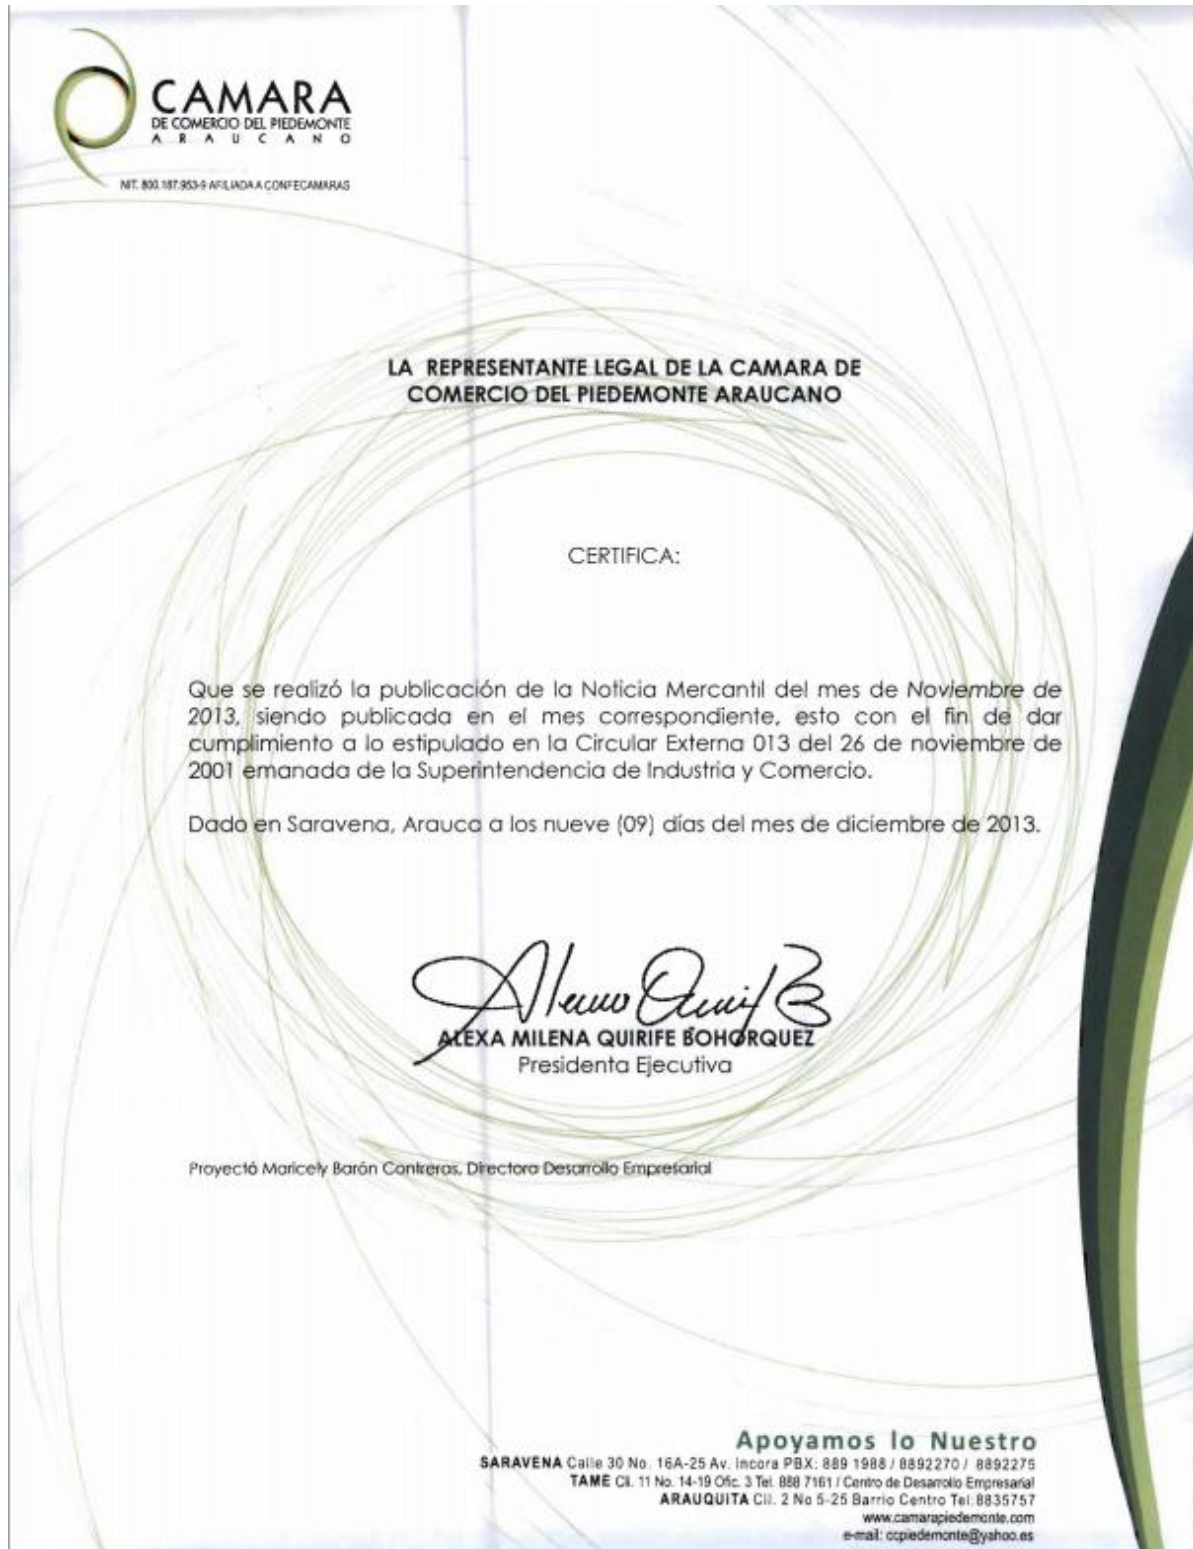 CAMARA
DE COMERCIO DEL PIEDEMONTE
ARAUCANO
NIT. 800.187.953-9 AFILIADA A CONFECAMARAS
LA REPRESENTANTE LEGAL DE LA CAMARA DE
COMERCIO DEL PIEDEMONTE ARAUCANO
CERTIFICA:
Que se realizó la publicación de la Noticia Mercantil del mes de Noviembre de
2013, siendo publicada en el mes correspondiente, esto con el fin de dar
cumplimiento a lo estipulado en la Circular Externa 013 del 26 de noviembre de
2001 emanada de la Superintendencia de Industria y Comercio.
Dado en Saravena, Arauca a los nueve (09) días del mes de diciembre de 2013.
ALEXA MILENA QUIRIFE BOHORQUEZ
Presidenta Ejecutiva
Proyectó Maricely Barón Contreras, Directora Desarrollo Empresarial
Apoyamos lo Nuestro
SARAVENA Calle 30 No. 16A-25 Av. Incora PBX: 889 1988 / 8892270 / 8892275
TAME Cll. 11 No. 14-19 Ofic. 3 Tel. 888 7161 / Centro de Desarrollo Empresarial
ARAUQUITA Cll. 2 No 5-25 Barrio Centro Tel:8835757
www.camarapiedemonte.com
e-mail: ccpiedemonte@yahoo.es